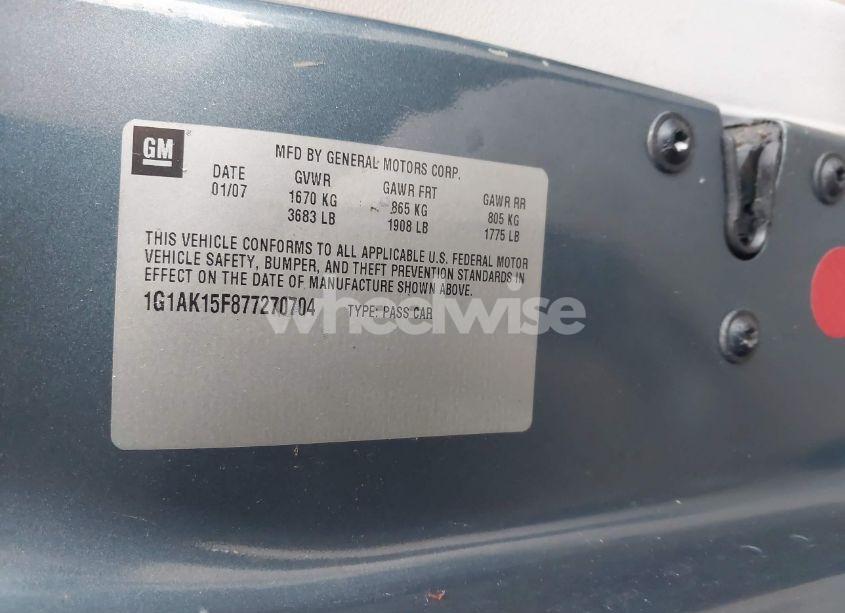 GM
MFD BY GENERAL MOTORS CORP.
DATE GVWR GAWR FRT GAWR RR
01/07 1670 KG 865 KG 805 KG
3683 LB 1908 LB 1775 LB
THIS VEHICLE CONFORMS TO ALL APPLICABLE U.S. FEDERAL MOTOR
VEHICLE SAFETY, BUMPER, AND THEFT PREVENTION STANDARDS IN
EFFECT ON THE DATE OF MANUFACTURE SHOWN ABOVE.
1G1AK15F877270704 TYPE: PASS CAR
wheelwise